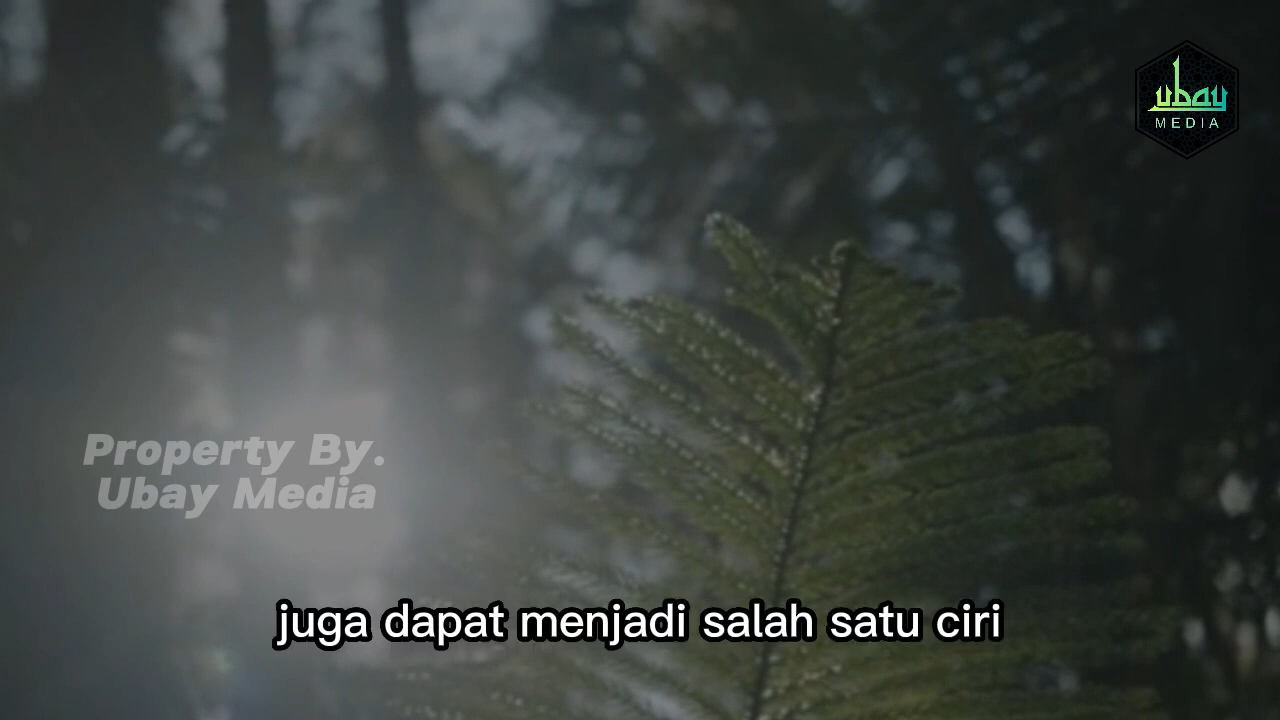 ubay
MEDIA
Property By.
Ubay Media
juga dapat menjadi salah satu ciri